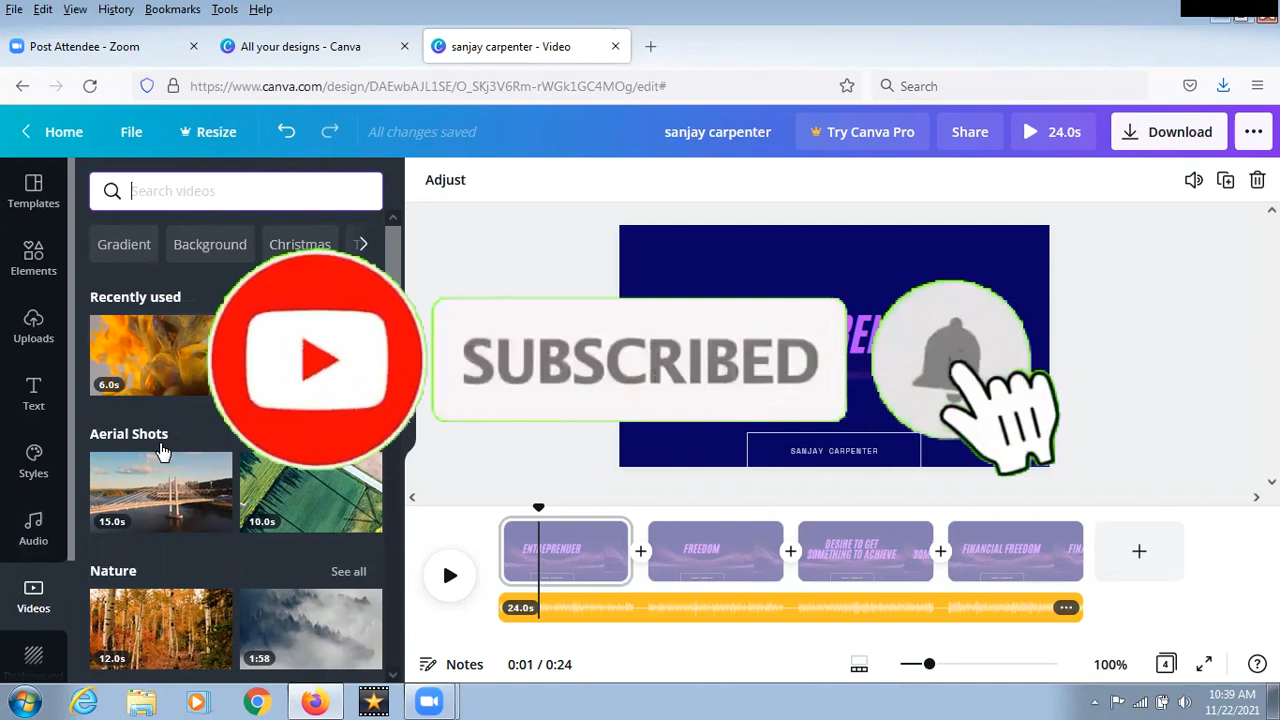 File Edit View History Bookmarks Tools Help
Post Attendee - Zoom
All your designs - Canva
sanjay carpenter - Video
https://www.canva.com/design/DAEwbAJL1SE/O_SKj3V6Rm-rWGk1GC4MOg/edit#
Search
Home
File
Resize
All changes saved
sanjay carpenter
Try Canva Pro
Share
24.0s
Download
Templates
Elements
Uploads
Text
Styles
Audio
Videos
Search videos
Gradient
Background
Christmas
Recently used
6.0s
Aerial Shots
15.0s
10.0s
Nature
See all
12.0s
1:58
Adjust
SUBSCRIBED
SANJAY CARPENTER
ENTREPRENUER
FREEDOM
DESIRE TO GET
SOMETHING TO ACHIEVE
FINANCIAL FREEDOM
24.0s
Notes
0:01 / 0:24
100%
4
10:39 AM
11/22/2021